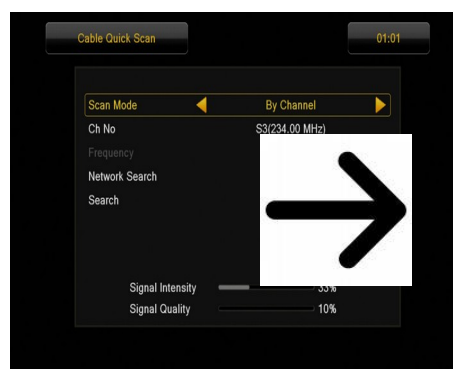 Cable Quick Scan 01:01
Scan Mode By Channel
Ch No S3(234.00 MHz)
Frequency
Network Search
Search
Signal Intensity 33%
Signal Quality 10%